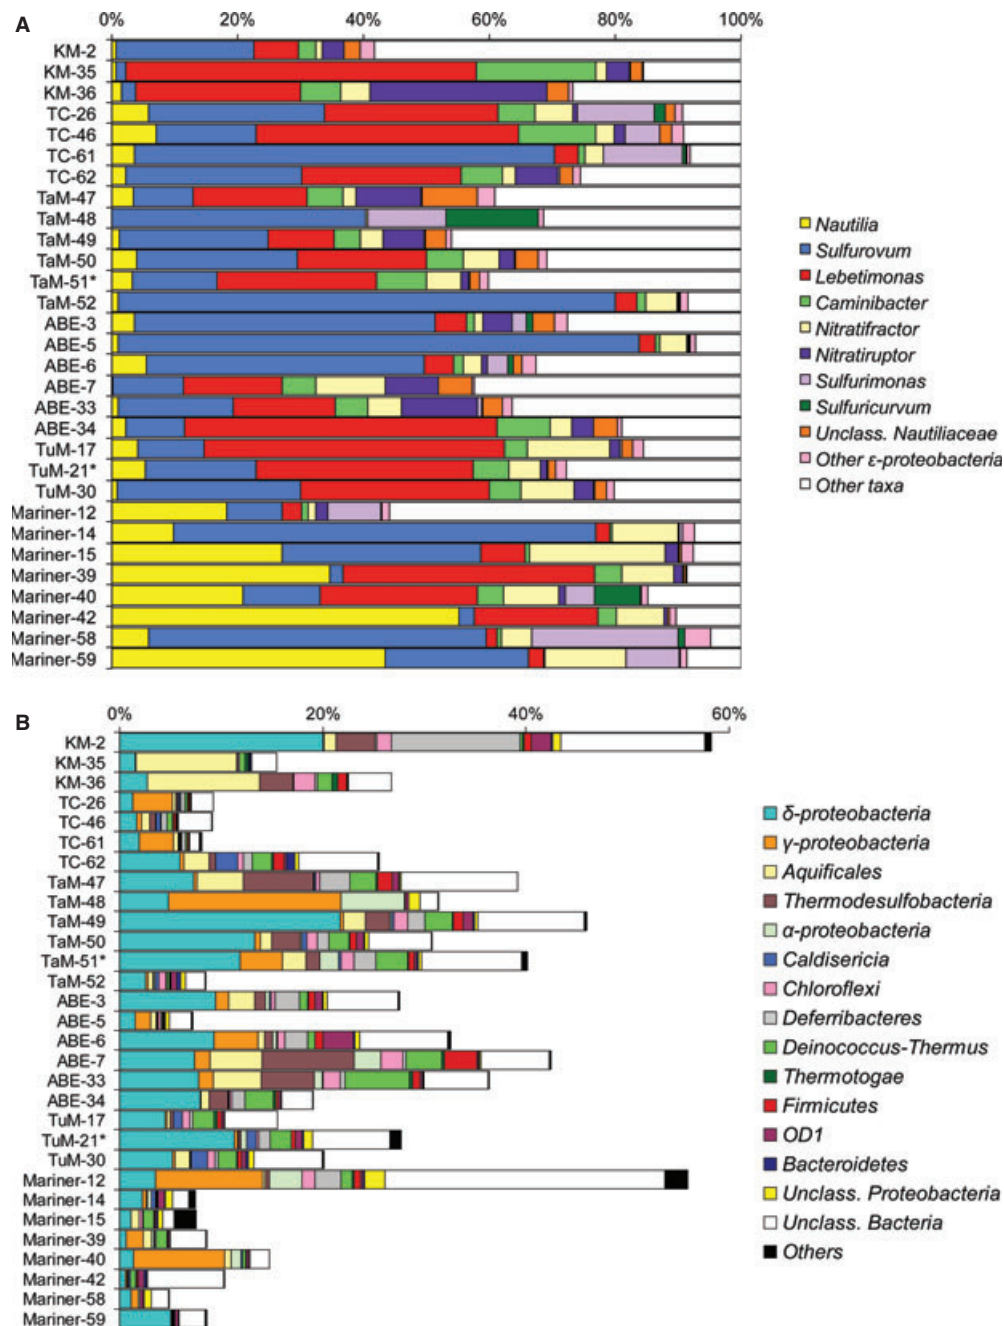 A
0% 20% 40% 60% 80% 100%
KM-2
KM-35
KM-36
TC-26
TC-46
TC-61
TC-62
TaM-47
TaM-48
TaM-49
TaM-50
TaM-51*
TaM-52
ABE-3
ABE-5
ABE-6
ABE-7
ABE-33
ABE-34
TuM-17
TuM-21*
TuM-30
Mariner-12
Mariner-14
Mariner-15
Mariner-39
Mariner-40
Mariner-42
Mariner-58
Mariner-59
Nautilia
Sulfurovum
Lebetimonas
Caminibacter
Nitratifractor
Nitratiruptor
Sulfurimonas
Sulfuricurvum
Unclass. Nautiliaceae
Other ε-proteobacteria
Other taxa
B
0% 20% 40% 60%
KM-2
KM-35
KM-36
TC-26
TC-46
TC-61
TC-62
TaM-47
TaM-48
TaM-49
TaM-50
TaM-51*
TaM-52
ABE-3
ABE-5
ABE-6
ABE-7
ABE-33
ABE-34
TuM-17
TuM-21*
TuM-30
Mariner-12
Mariner-14
Mariner-15
Mariner-39
Mariner-40
Mariner-42
Mariner-58
Mariner-59
δ-proteobacteria
γ-proteobacteria
Aquificales
Thermodesulfobacteria
α-proteobacteria
Caldisericia
Chloroflexi
Deferribacteres
Deinococcus-Thermus
Thermotogae
Firmicutes
OD1
Bacteroidetes
Unclass. Proteobacteria
Unclass. Bacteria
Others